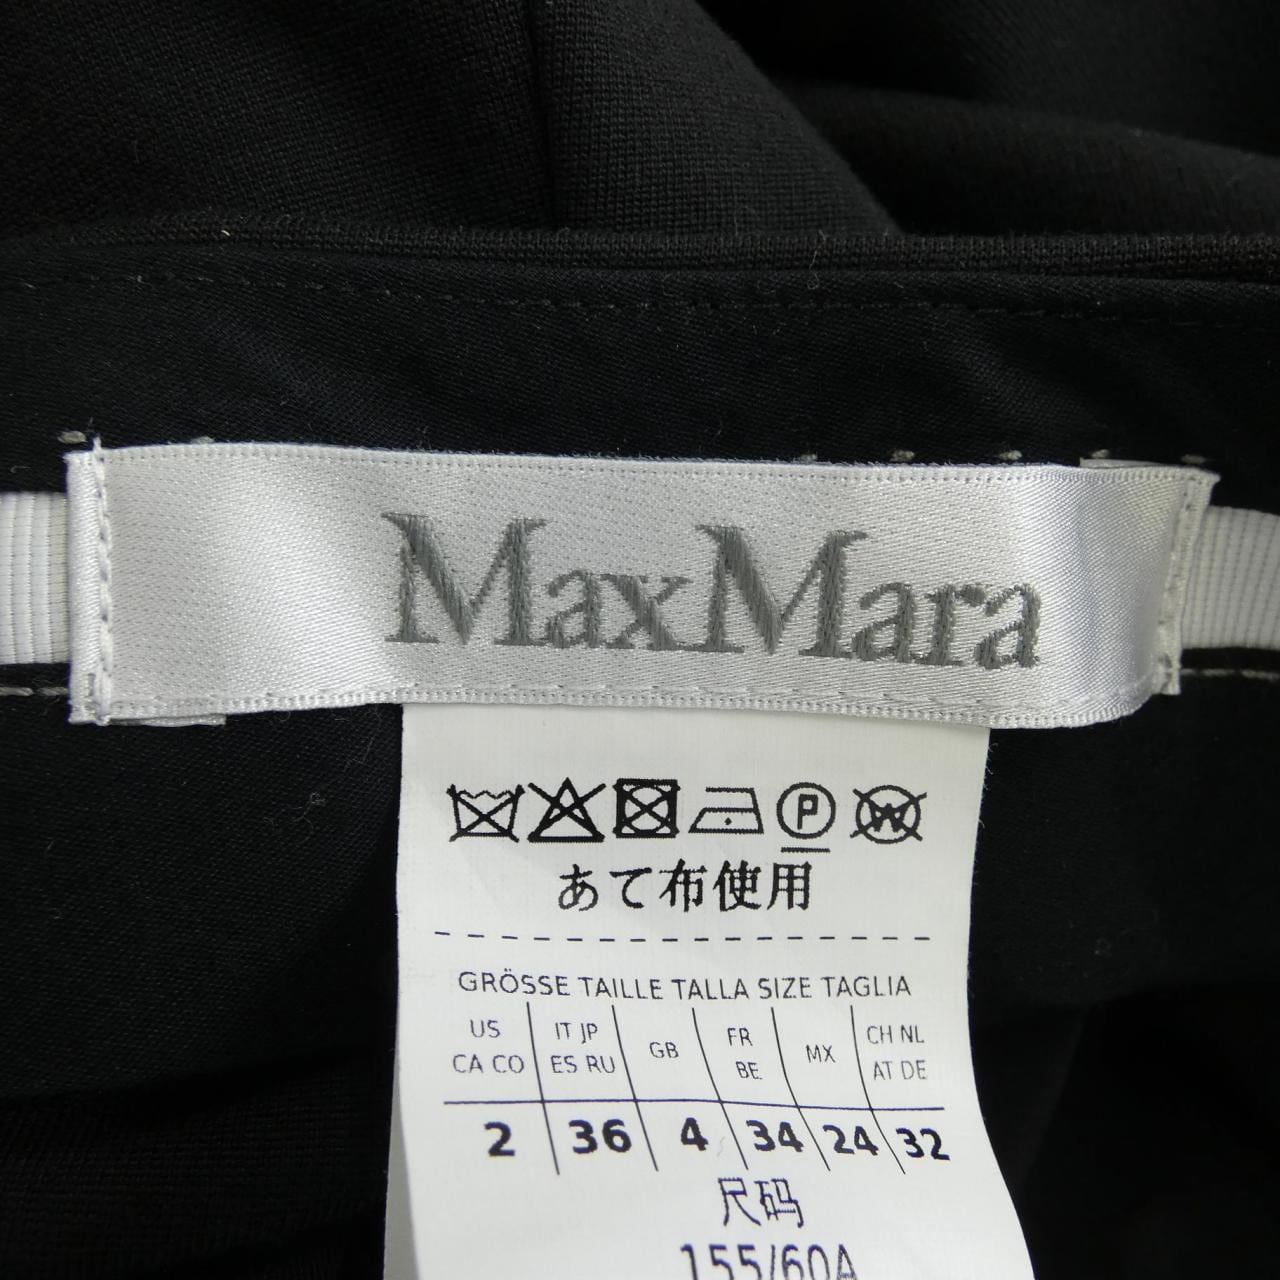 MaxMara
P W
あて布使用
GRÖSSE TAILLE TALLA SIZE TAGLIA
US IT JP GB FR MX CH NL
CA CO ES RU BE AT DE
2 36 4 34 24 32
尺码
155/60A